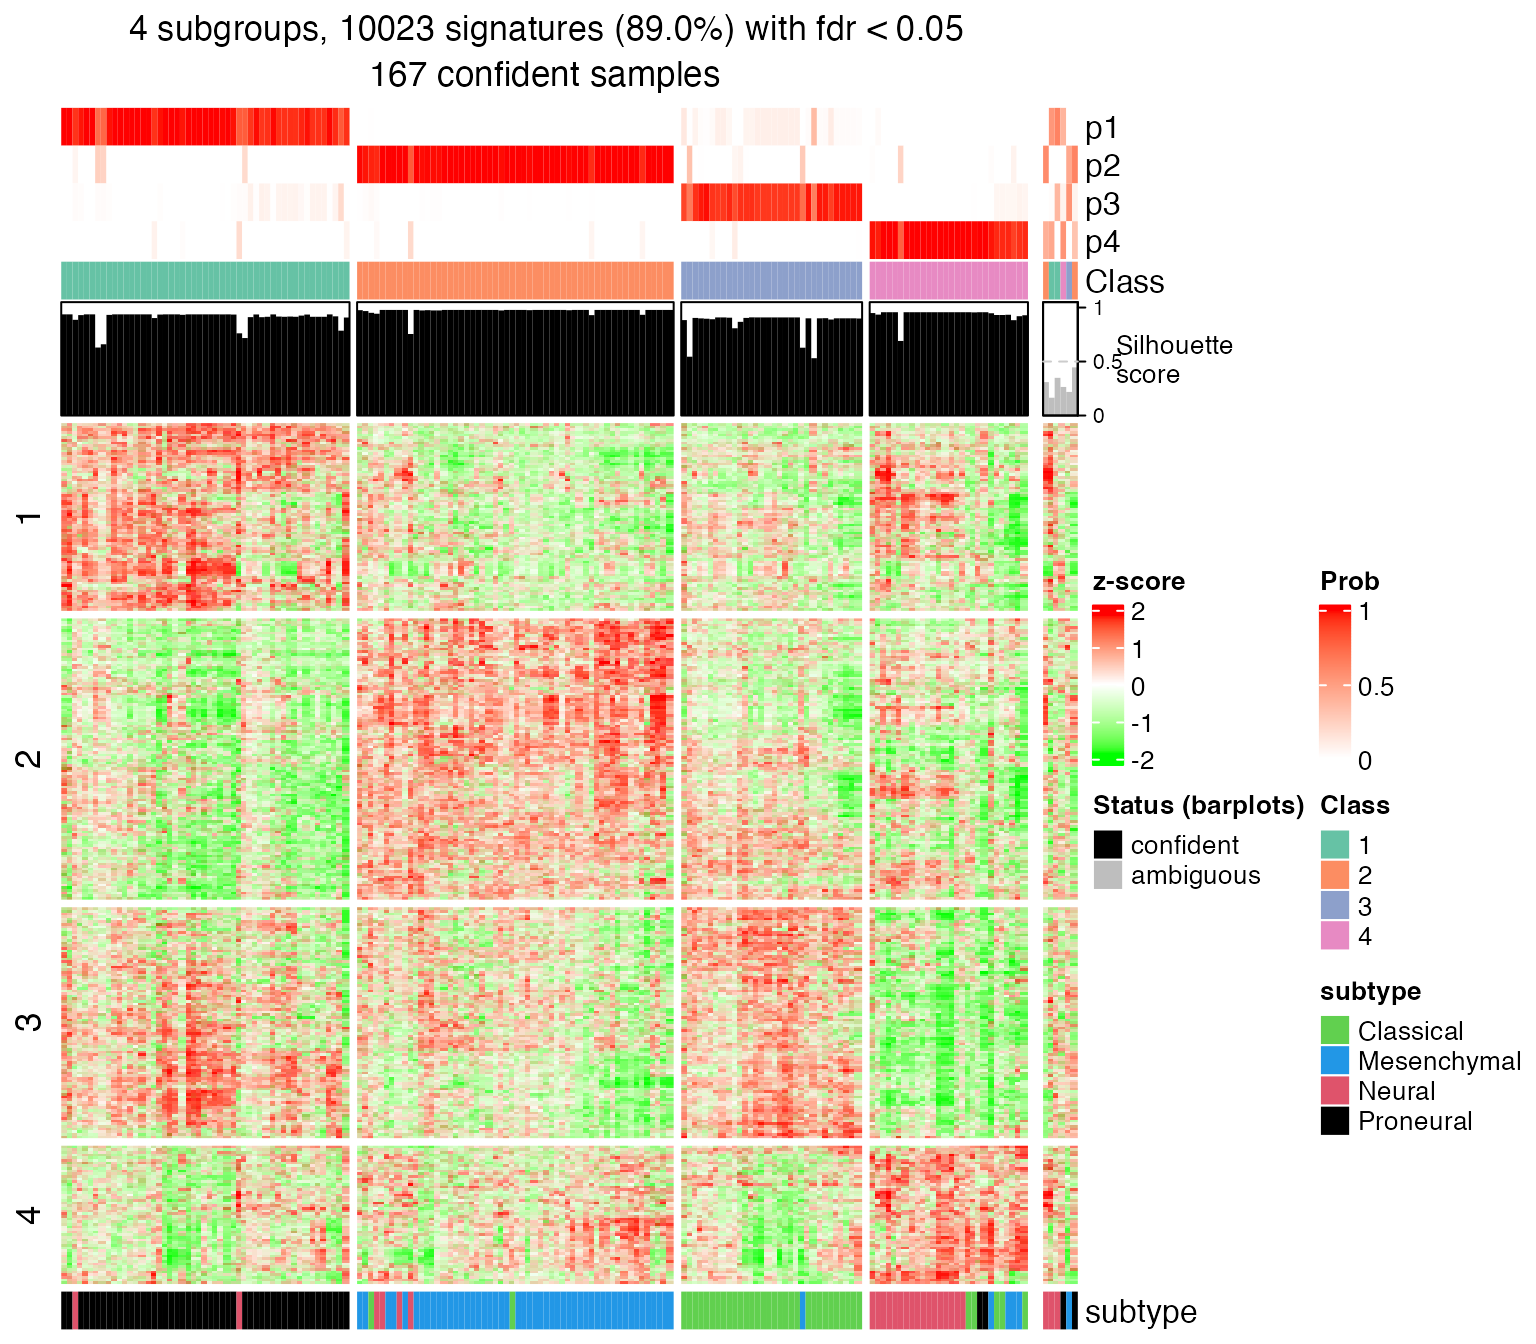 4 subgroups, 10023 signatures (89.0%) with fdr < 0.05
167 confident samples
p1
p2
p3
p4
Class
1
0.5
0
Silhouette
score
1
2
3
4
subtype
z-score
2
1
0
-1
-2
Prob
1
0.5
0
Status (barplots)
confident
ambiguous
Class
1
2
3
4
subtype
Classical
Mesenchymal
Neural
Proneural